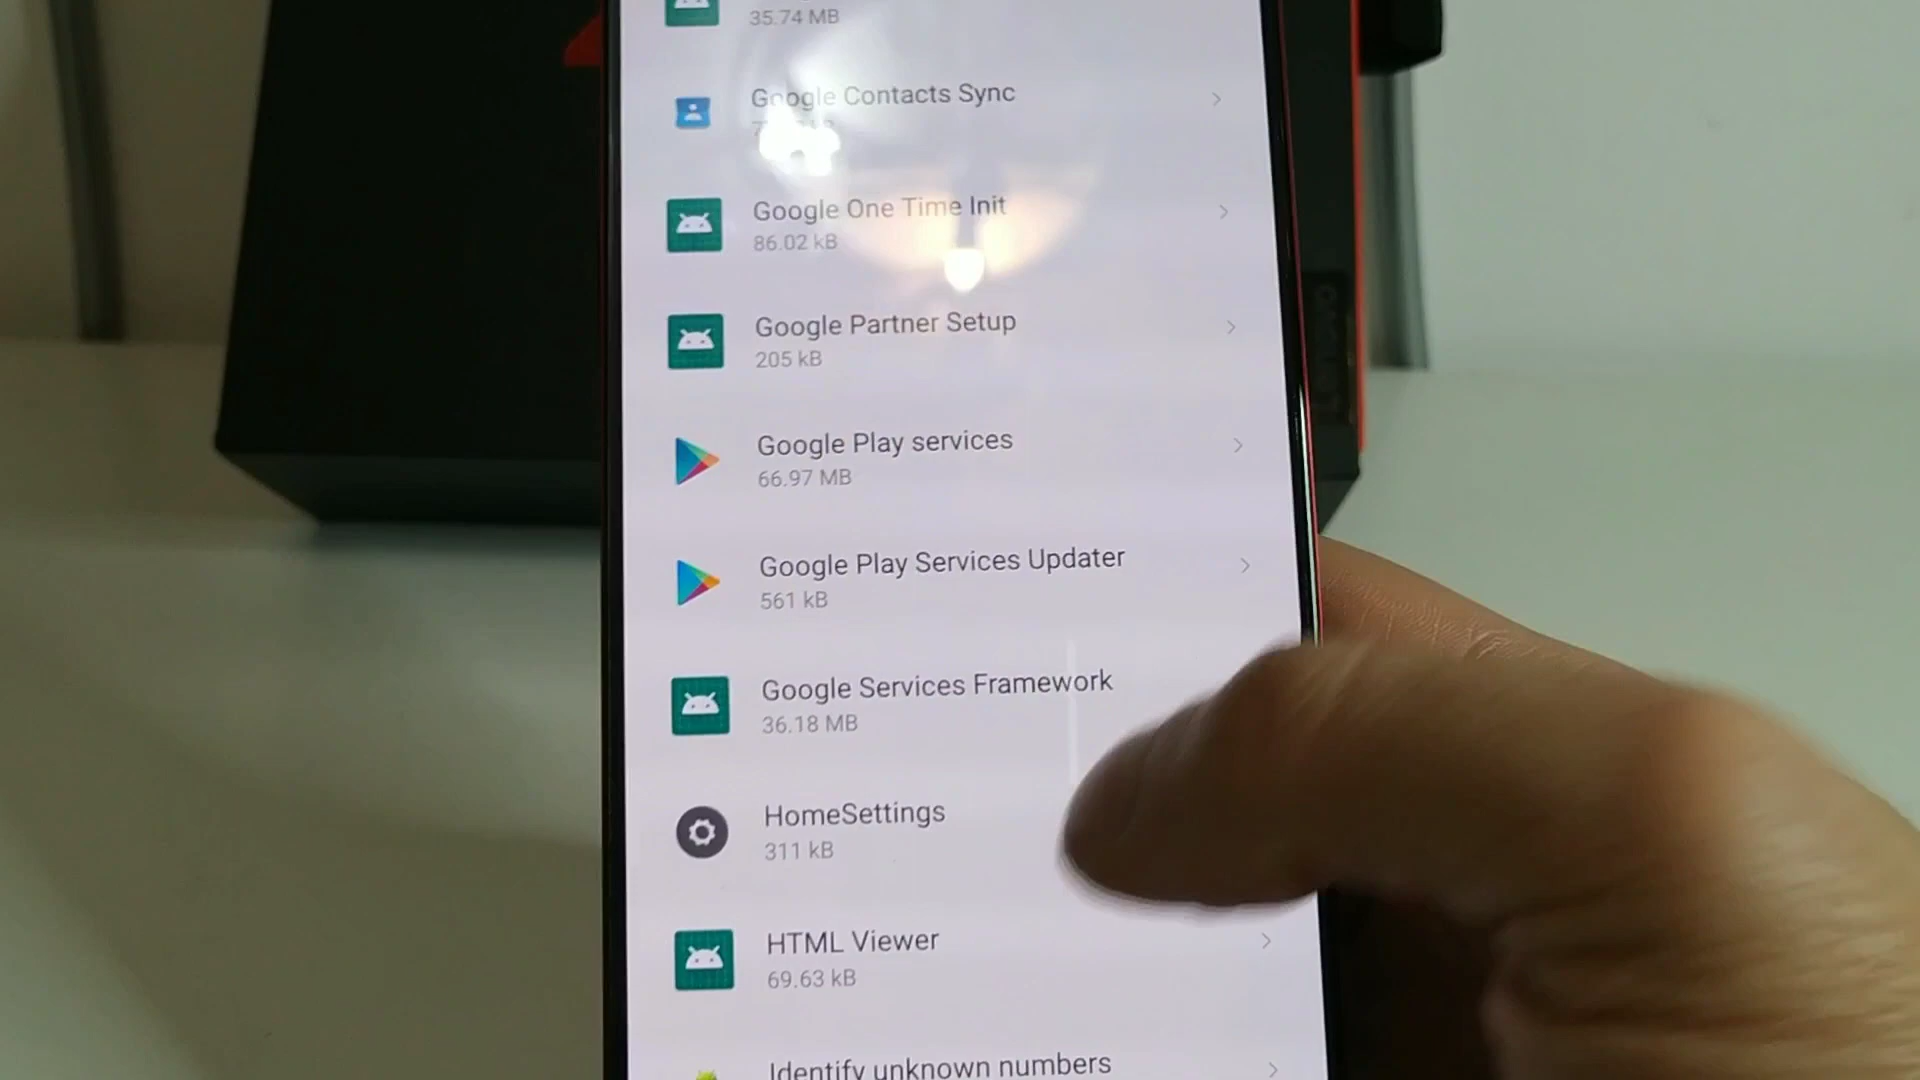 35.74 MB
Google Contacts Sync
Google One Time Init
86.02 kB
Google Partner Setup
205 kB
Google Play services
66.97 MB
Google Play Services Updater
561 kB
Google Services Framework
36.18 MB
HomeSettings
311 kB
HTML Viewer
69.63 kB
Identify unknown numbers